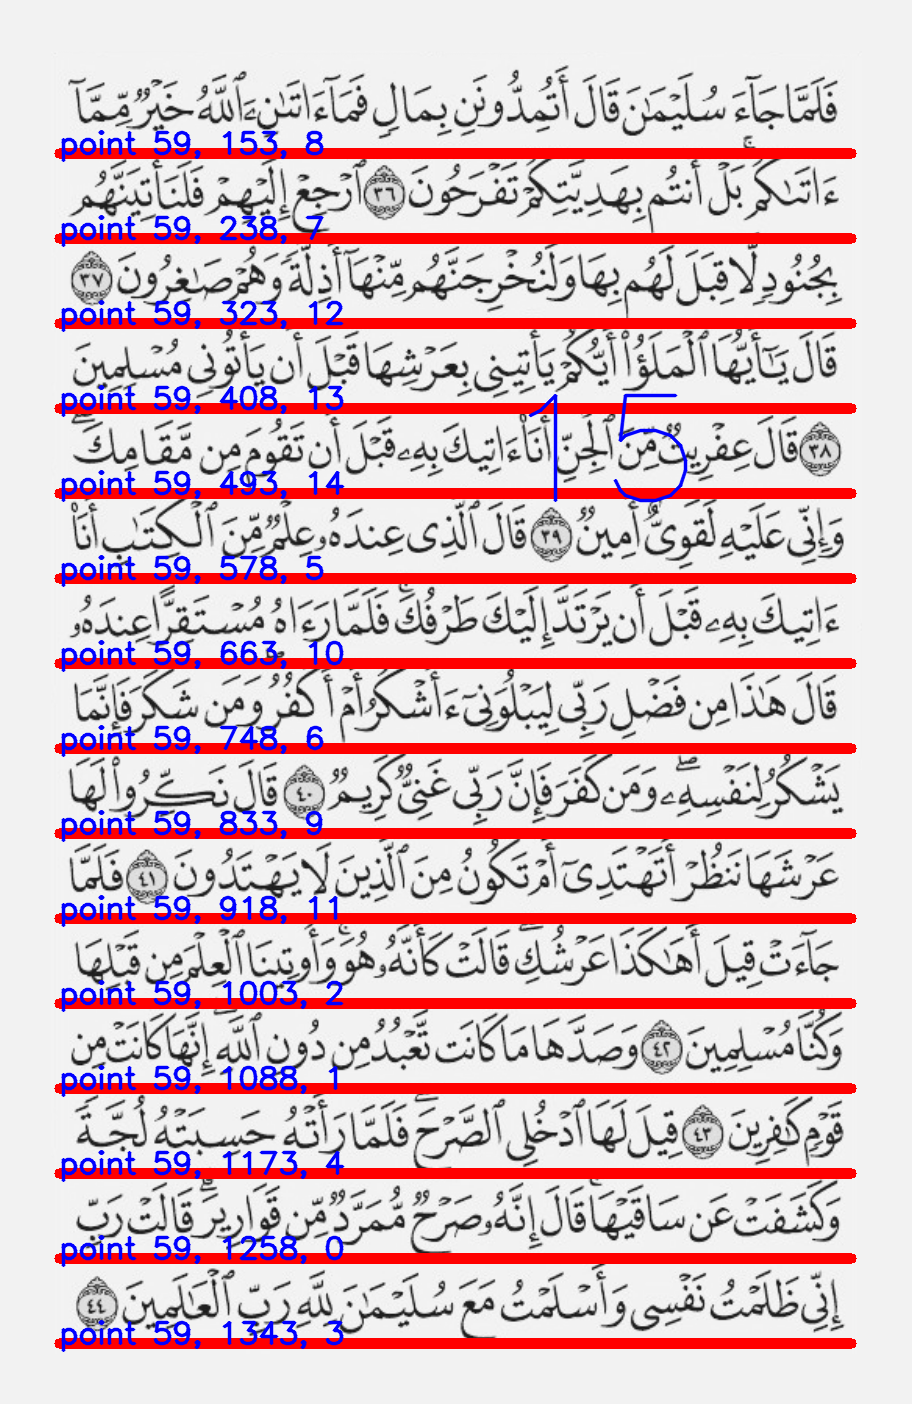 فَلَمَّا جَآءَ سُلَيۡمَٰنَ قَالَ أَتُمِدُّونَنِ بِمَالٖ فَمَآ ءَاتَىٰنِۦَ ٱللَّهُ خَيۡرٞ مِّمَّآ
point 59, 153, 8
ءَاتَىٰكُمۚ بَلۡ أَنتُم بِهَدِيَّتِكُمۡ تَفۡرَحُونَ ٣٦ ٱرۡجِعۡ إِلَيۡهِمۡ فَلَنَأۡتِيَنَّهُم
point 59, 238, 7
بِجُنُودٖ لَّا قِبَلَ لَهُم بِهَا وَلَنُخۡرِجَنَّهُم مِّنۡهَآ أَذِلَّةٗ وَهُمۡ صَٰغِرُونَ ٣٧
point 59, 323, 12
قَالَ يَٰٓأَيُّهَا ٱلۡمَلَؤُاْ أَيُّكُمۡ يَأۡتِينِي بِعَرۡشِهَا قَبۡلَ أَن يَأۡتُونِي مُسۡلِمِينَ
point 59, 408, 13
15
٣٨ قَالَ عِفۡرِيتٞ مِّنَ ٱلۡجِنِّ أَنَا۠ ءَاتِيكَ بِهِۦ قَبۡلَ أَن تَقُومَ مِن مَّقَامِكَۖ
point 59, 493, 14
وَإِنِّي عَلَيۡهِ لَقَوِيٌّ أَمِينٞ ٣٩ قَالَ ٱلَّذِي عِندَهُۥ عِلۡمٞ مِّنَ ٱلۡكِتَٰبِ أَنَا۠
point 59, 578, 5
ءَاتِيكَ بِهِۦ قَبۡلَ أَن يَرۡتَدَّ إِلَيۡكَ طَرۡفُكَۚ فَلَمَّا رَءَاهُ مُسۡتَقِرًّا عِندَهُۥ
point 59, 663, 10
قَالَ هَٰذَا مِن فَضۡلِ رَبِّي لِيَبۡلُوَنِيٓ ءَأَشۡكُرُ أَمۡ أَكۡفُرُۖ وَمَن شَكَرَ فَإِنَّمَا
point 59, 748, 6
يَشۡكُرُ لِنَفۡسِهِۦۖ وَمَن كَفَرَ فَإِنَّ رَبِّي غَنِيّٞ كَرِيمٞ ٤٠ قَالَ نَكِّرُواْ لَهَا
point 59, 833, 9
عَرۡشَهَا نَنظُرۡ أَتَهۡتَدِيٓ أَمۡ تَكُونُ مِنَ ٱلَّذِينَ لَا يَهۡتَدُونَ ٤١ فَلَمَّا
point 59, 918, 11
جَآءَتۡ قِيلَ أَهَٰكَذَا عَرۡشُكِۖ قَالَتۡ كَأَنَّهُۥ هُوَۚ وَأُوتِينَا ٱلۡعِلۡمَ مِن قَبۡلِهَا
point 59, 1003, 2
وَكُنَّا مُسۡلِمِينَ ٤٢ وَصَدَّهَا مَا كَانَت تَّعۡبُدُ مِن دُونِ ٱللَّهِۖ إِنَّهَا كَانَتۡ مِن
point 59, 1088, 1
قَوۡمٖ كَٰفِرِينَ ٤٣ قِيلَ لَهَا ٱدۡخُلِي ٱلصَّرۡحَۖ فَلَمَّا رَأَتۡهُ حَسِبَتۡهُ لُجَّةٗ
point 59, 1173, 4
وَكَشَفَتۡ عَن سَاقَيۡهَاۚ قَالَ إِنَّهُۥ صَرۡحٞ مُّمَرَّدٞ مِّن قَوَارِيرَۗ قَالَتۡ رَبِّ
point 59, 1258, 0
إِنِّي ظَلَمۡتُ نَفۡسِي وَأَسۡلَمۡتُ مَعَ سُلَيۡمَٰنَ لِلَّهِ رَبِّ ٱلۡعَٰلَمِينَ ٤٤
point 59, 1343, 3